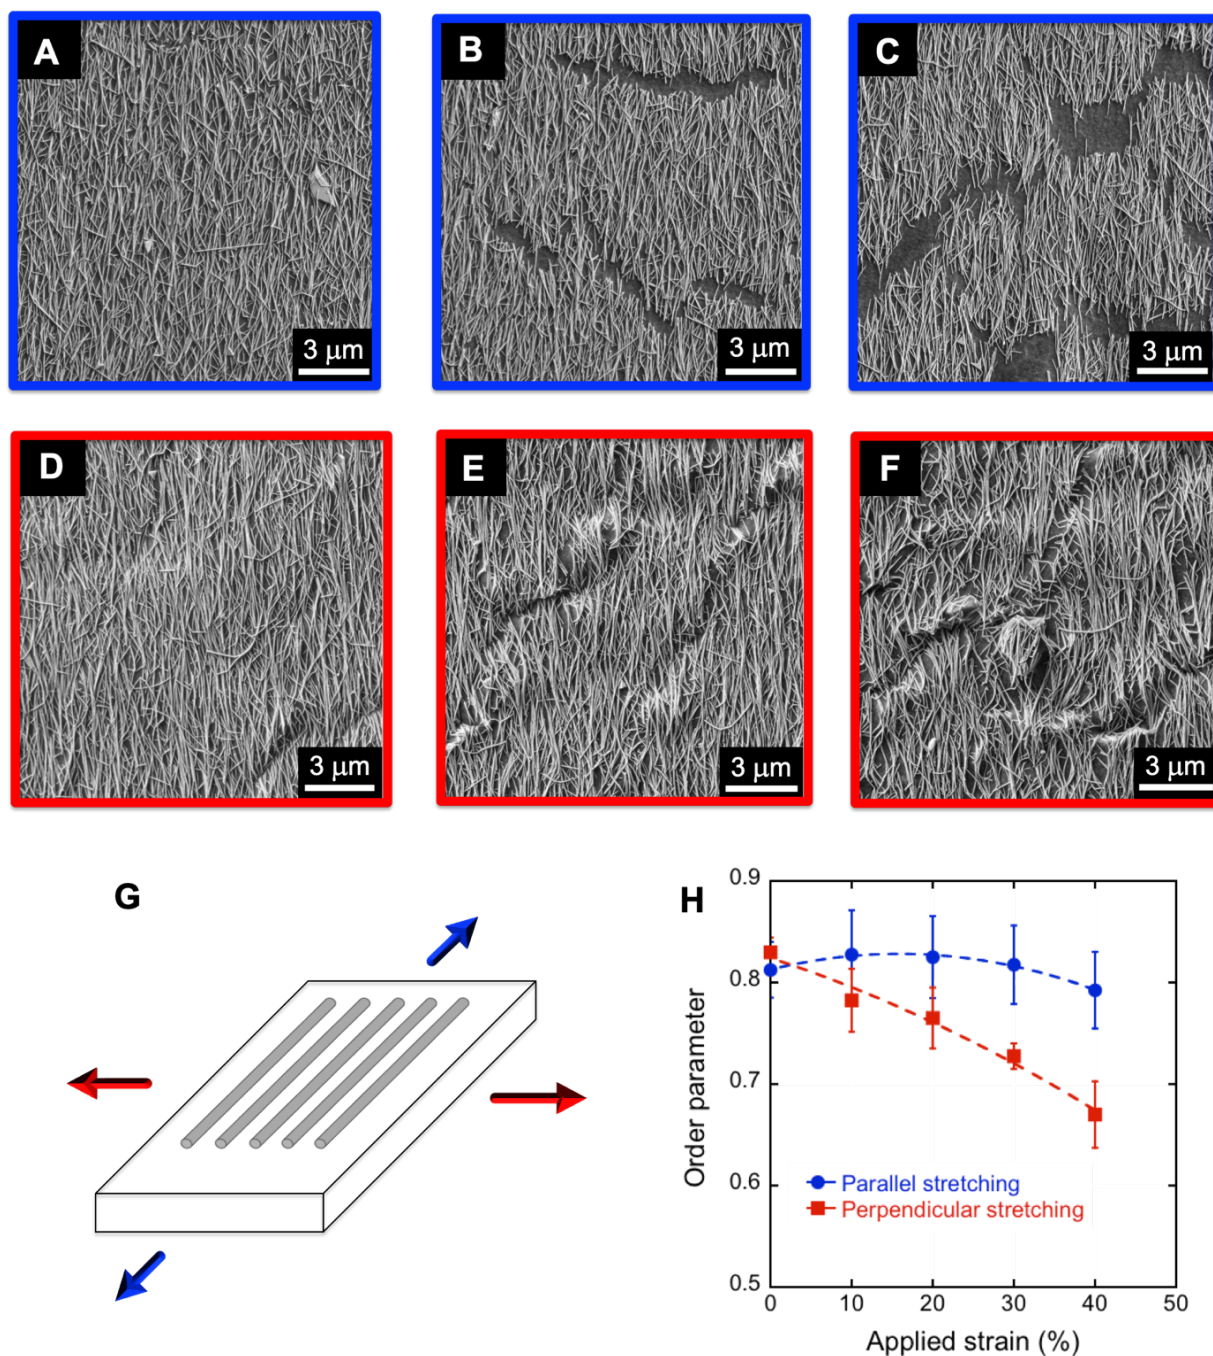 A
B
C
3 μm
3 μm
3 μm
D
E
F
3 μm
3 μm
3 μm
G
H
0.9
0.8
0.7
0.6
0.5
Order parameter
Parallel stretching
Perpendicular stretching
0 10 20 30 40 50
Applied strain (%)